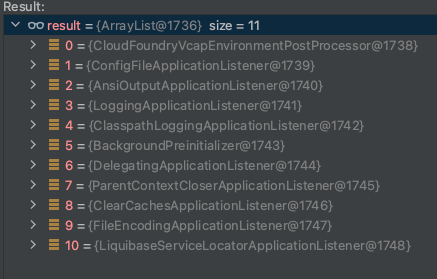 Result:
result = {ArrayList@1736} size = 11
0 = {CloudFoundryVcapEnvironmentPostProcessor@1738}
1 = {ConfigFileApplicationListener@1739}
2 = {AnsiOutputApplicationListener@1740}
3 = {LoggingApplicationListener@1741}
4 = {ClasspathLoggingApplicationListener@1742}
5 = {BackgroundPreinitializer@1743}
6 = {DelegatingApplicationListener@1744}
7 = {ParentContextCloserApplicationListener@1745}
8 = {ClearCachesApplicationListener@1746}
9 = {FileEncodingApplicationListener@1747}
10 = {LiquibaseServiceLocatorApplicationListener@1748}